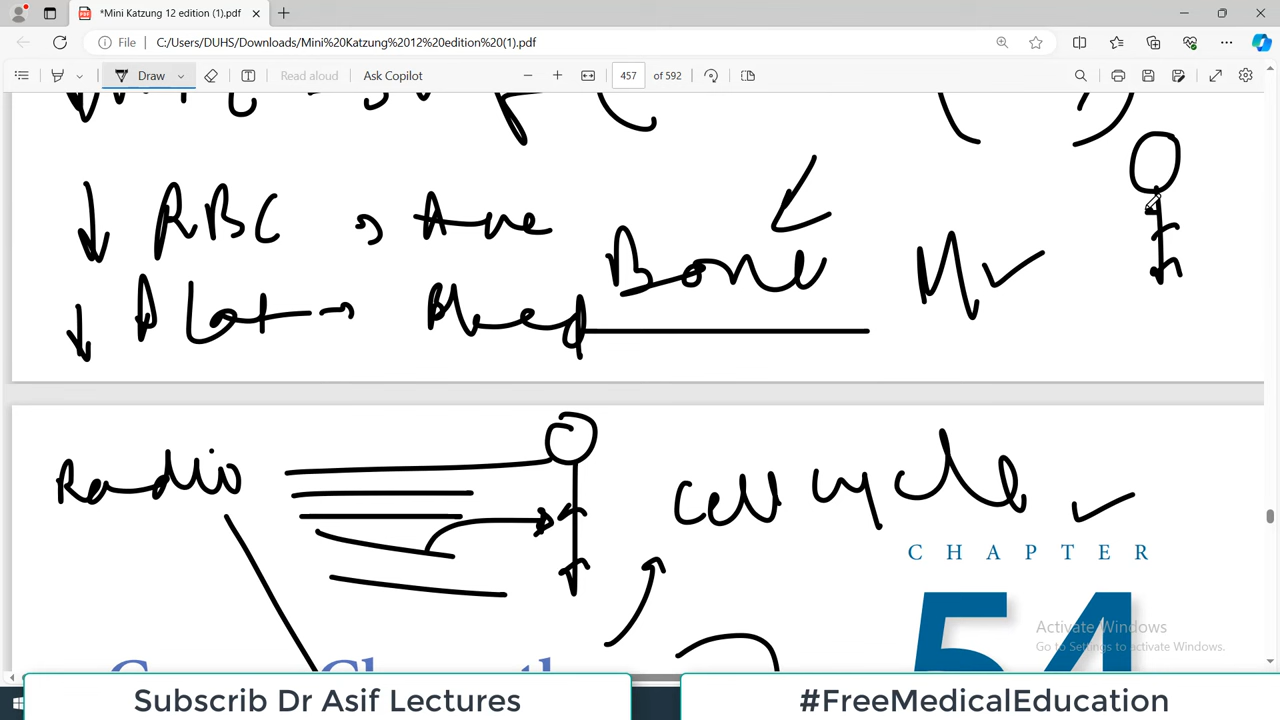 *Mini Katzung 12 edition (1).pdf
File C:/Users/DUHS/Downloads/Mini%20Katzung%2012%20edition%20(1).pdf
Draw Read aloud Ask Copilot 457 of 592
RBC → Ane
Bone M
Plat → Bleed
Radio
Cell cycle
CHAPTER
54
Activate Windows
Go to Settings to activate Windows.
Subscrib Dr Asif Lectures
#FreeMedicalEducation